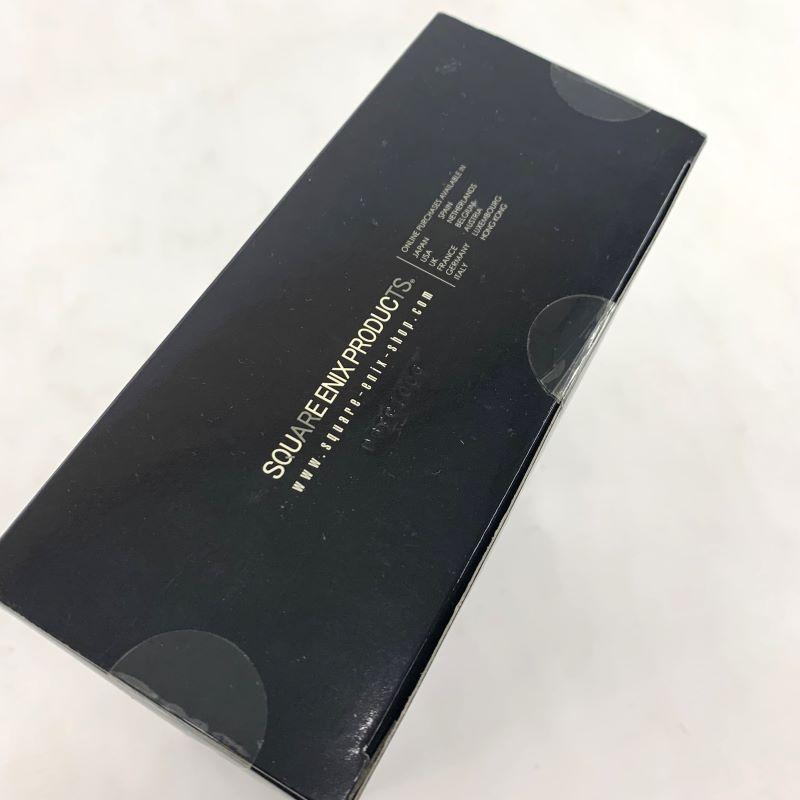 SQUARE ENIX PRODUCTS®
www.square-enix-shop.com
ONLINE PURCHASES AVAILABLE IN
JAPAN
USA
UK
FRANCE
GERMANY
ITALY
SPAIN
NETHERLANDS
BELGIUM
AUSTRIA
LUXEMBOURG
HONG KONG